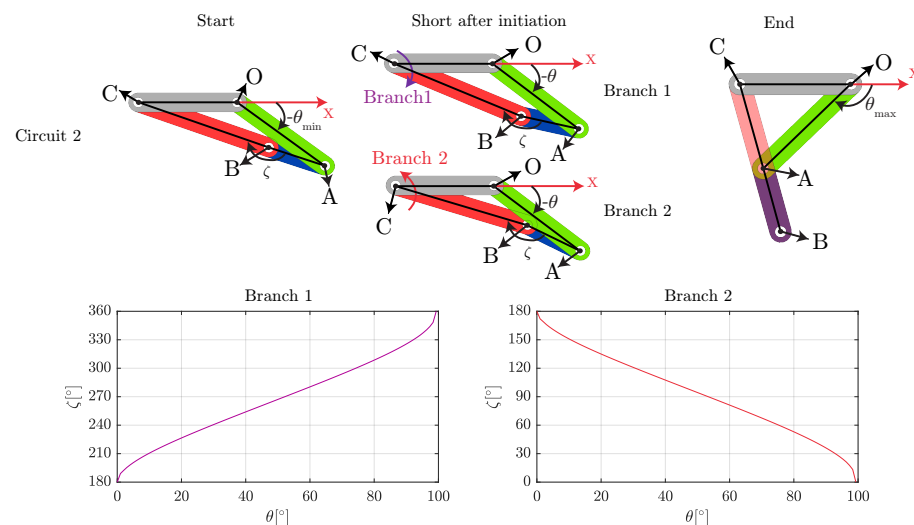 Start
Short after initiation
End
Circuit 2
C
O
x
-θmin
B
ζ
A
C
O
x
-θ
Branch1
B
ζ
A
Branch 1
Branch 2
O
x
-θ
C
B
ζ
A
Branch 2
C
O
x
θmax
A
B
Branch 1
360
330
300
270
240
210
180
ζ[°]
0 20 40 60 80 100
θ[°]
Branch 2
180
150
120
90
60
30
0
ζ[°]
0 20 40 60 80 100
θ[°]